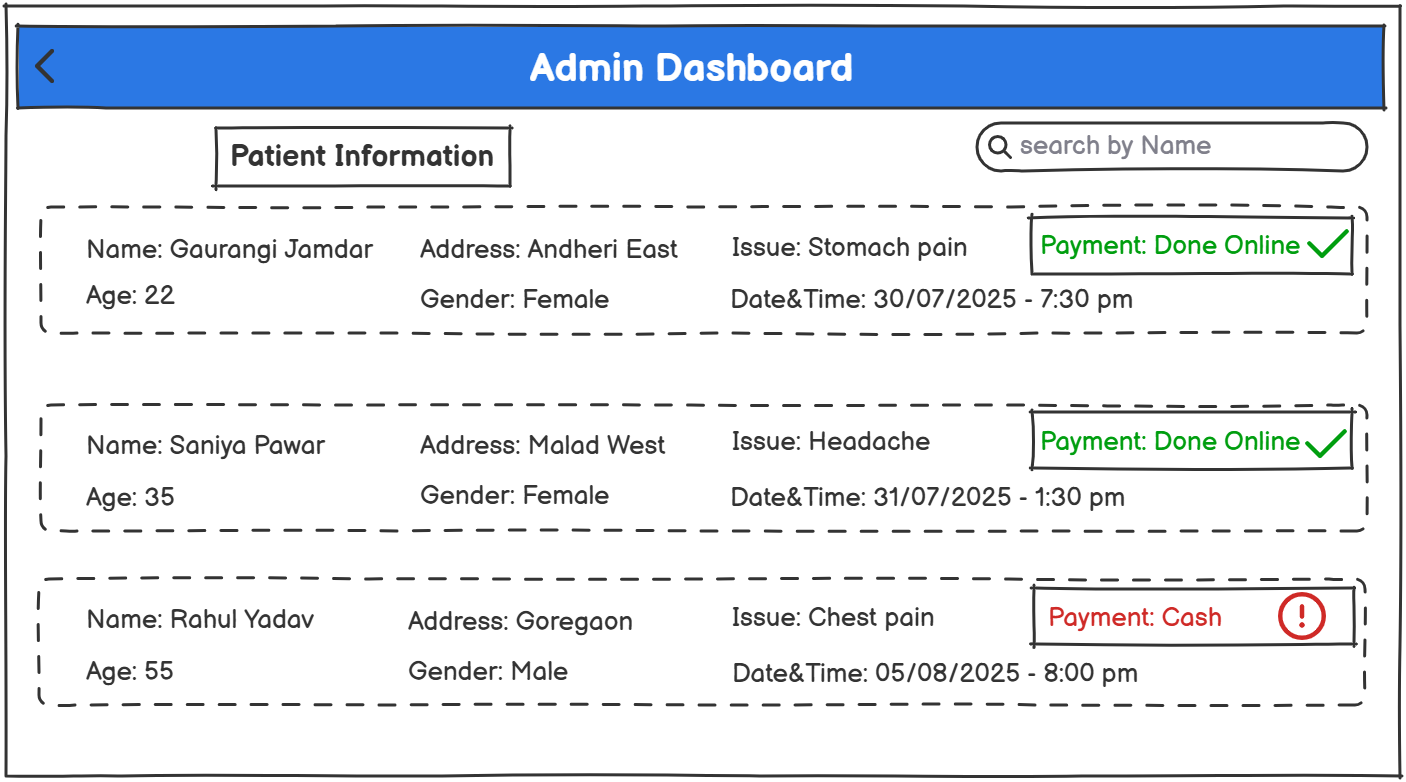 Admin Dashboard
Patient Information
search by Name
Name: Gaurangi Jamdar
Address: Andheri East
Issue: Stomach pain
Payment: Done Online
Age: 22
Gender: Female
Date&Time: 30/07/2025 - 7:30 pm
Name: Saniya Pawar
Address: Malad West
Issue: Headache
Payment: Done Online
Age: 35
Gender: Female
Date&Time: 31/07/2025 - 1:30 pm
Name: Rahul Yadav
Address: Goregaon
Issue: Chest pain
Payment: Cash
Age: 55
Gender: Male
Date&Time: 05/08/2025 - 8:00 pm